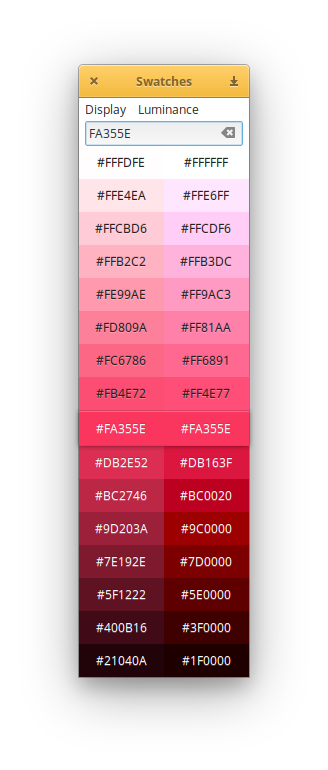 Swatches
Display Luminance
FA355E
#FFFDFE #FFFFFF
#FFE4EA #FFE6FF
#FFCBD6 #FFCDF6
#FFB2C2 #FFB3DC
#FE99AE #FF9AC3
#FD809A #FF81AA
#FC6786 #FF6891
#FB4E72 #FF4E77
#FA355E #FA355E
#DB2E52 #DB163F
#BC2746 #BC0020
#9D203A #9C0000
#7E192E #7D0000
#5F1222 #5E0000
#400B16 #3F0000
#21040A #1F0000